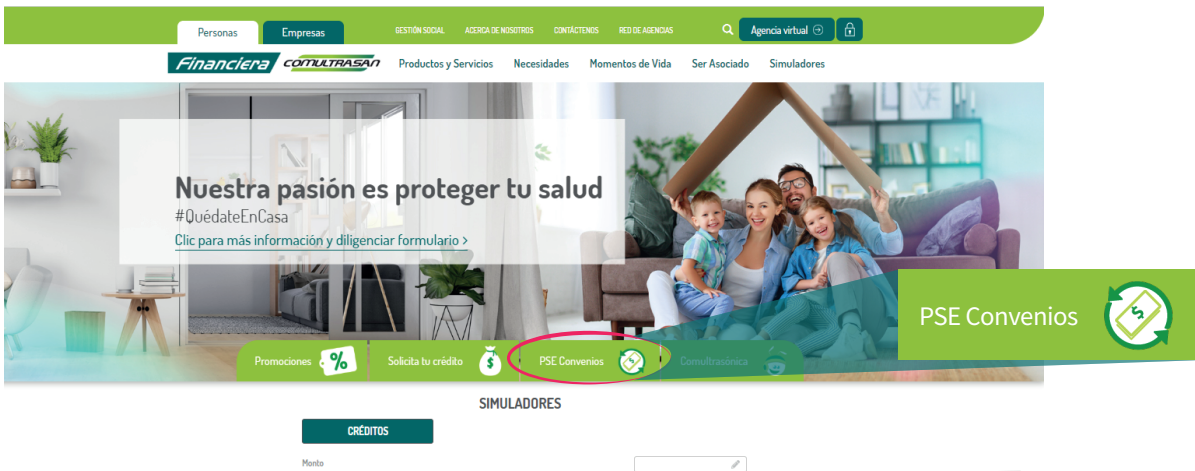 Personas
Empresas
GESTIÓN SOCIAL
ACERCA DE NOSOTROS
CONTÁCTENOS
RED DE AGENCIAS
Agencia virtual
Financiera COMULTRASAN
Productos y Servicios
Necesidades
Momentos de Vida
Ser Asociado
Simuladores
Nuestra pasión es proteger tu salud
#QuédateEnCasa
Clic para más información y diligenciar formulario >
PSE Convenios
$
Promociones
%
Solicita tu crédito
$
PSE Convenios
Comultrasónica
SIMULADORES
CRÉDITOS
Monto